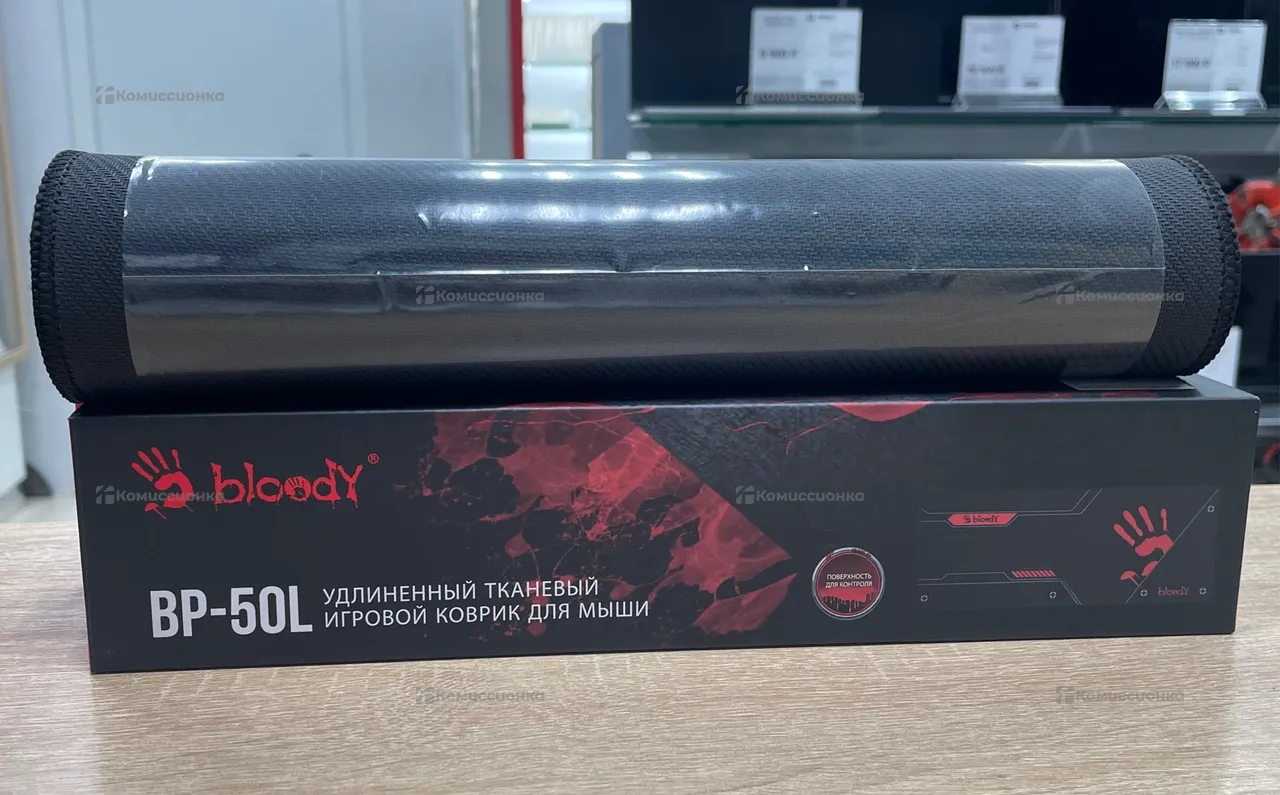 Комиссионка
Комиссионка
Комиссионка
Комиссионка
bloody®
Комиссионка
Комиссионка
bloody
ПОВЕРХНОСТЬ
ДЛЯ КОНТРОЛЯ
BP-50L
УДЛИНЕННЫЙ ТКАНЕВЫЙ
ИГРОВОЙ КОВРИК ДЛЯ МЫШИ
bloody
Комиссионка
Комиссионка